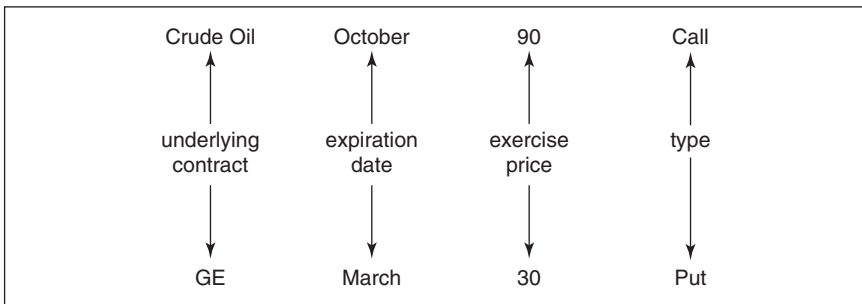 Crude Oil October 90 Call
underlying expiration exercise type
contract date price
GE March 30 Put